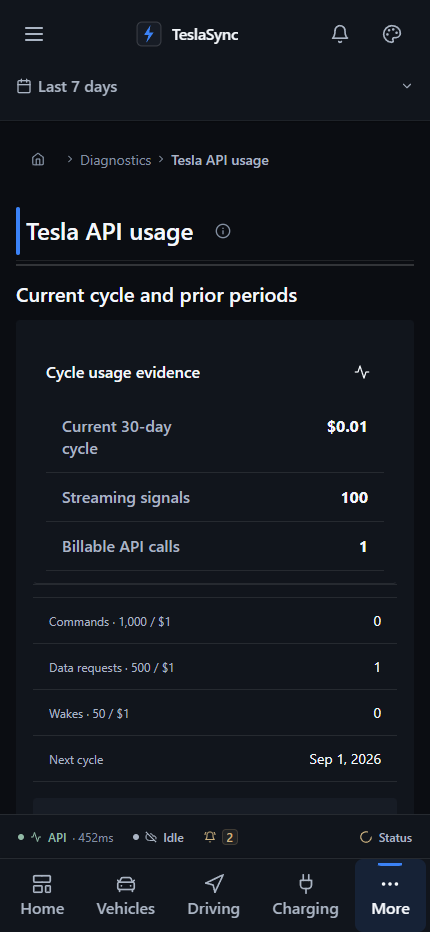 TeslaSync
Last 7 days
Diagnostics > Tesla API usage
Tesla API usage
Current cycle and prior periods
Cycle usage evidence
Current 30-day cycle $0.01
Streaming signals 100
Billable API calls 1
Commands · 1,000 / $1 0
Data requests · 500 / $1 1
Wakes · 50 / $1 0
Next cycle Sep 1, 2026
API · 452ms Idle 2 Status
Home Vehicles Driving Charging More